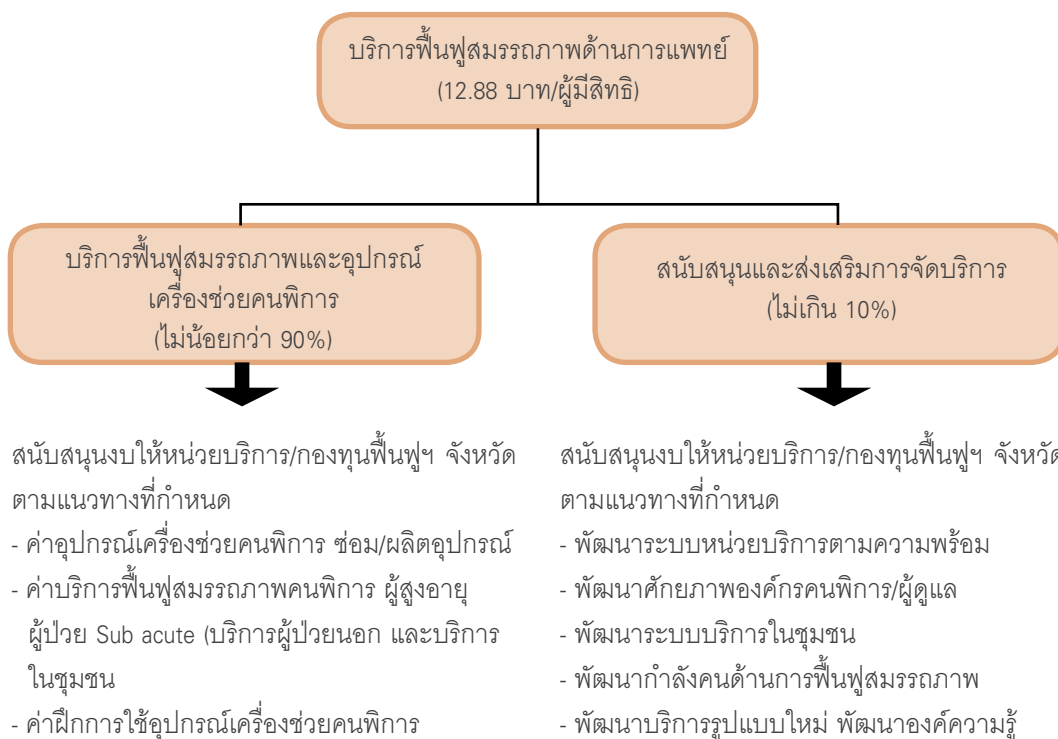 บริการฟื้นฟูสมรรถภาพด้านการแพทย์
(12.88 บาท/ผู้มีสิทธิ)
บริการฟื้นฟูสมรรถภาพและอุปกรณ์
เครื่องช่วยคนพิการ
(ไม่น้อยกว่า 90%)
สนับสนุนและส่งเสริมการจัดบริการ
(ไม่เกิน 10%)
สนับสนุนงบให้หน่วยบริการ/กองทุนฟื้นฟูฯ จังหวัด
ตามแนวทางที่กำหนด
- ค่าอุปกรณ์เครื่องช่วยคนพิการ ซ่อม/ผลิตอุปกรณ์
- ค่าบริการฟื้นฟูสมรรถภาพคนพิการ ผู้สูงอายุ
ผู้ป่วย Sub acute (บริการผู้ป่วยนอก และบริการ
ในชุมชน
- ค่าฝึกการใช้อุปกรณ์เครื่องช่วยคนพิการ
สนับสนุนงบให้หน่วยบริการ/กองทุนฟื้นฟูฯ จังหวัด
ตามแนวทางที่กำหนด
- พัฒนาระบบหน่วยบริการตามความพร้อม
- พัฒนาศักยภาพองค์กรคนพิการ/ผู้ดูแล
- พัฒนาระบบบริการในชุมชน
- พัฒนากำลังคนด้านการฟื้นฟูสมรรถภาพ
- พัฒนาบริการรูปแบบใหม่ พัฒนาองค์ความรู้